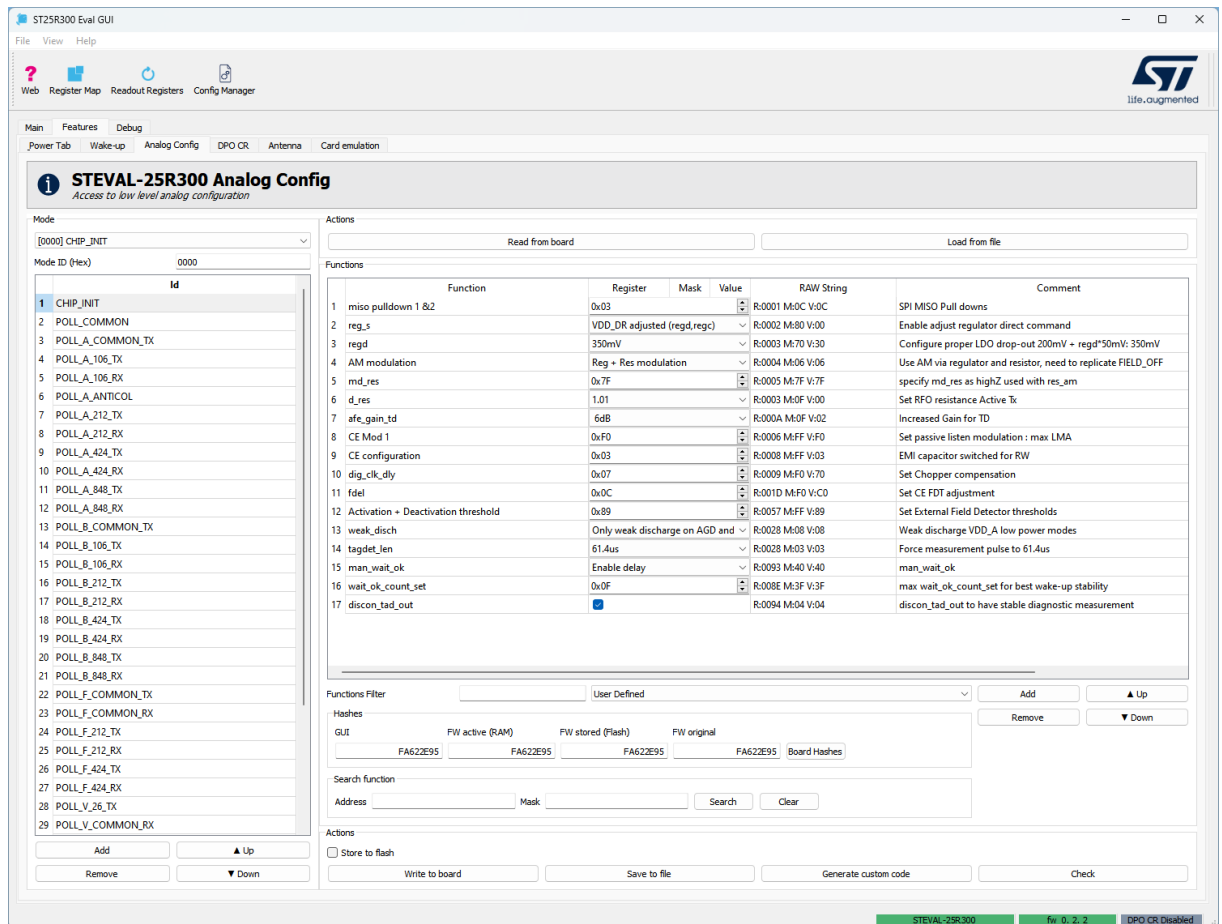 ST25R300 Eval GUI
File View Help
Web Register Map Readout Registers Config Manager
ST
life.augmented
Main Features Debug
Power Tab Wake-up Analog Config DPO CR Antenna Card emulation
STEVAL-25R300 Analog Config
Access to low level analog configuration
Mode
[0000] CHIP_INIT
Mode ID (Hex) 0000
Id
1 CHIP_INIT
2 POLL_COMMON
3 POLL_A_COMMON_TX
4 POLL_A_106_TX
5 POLL_A_106_RX
6 POLL_A_ANTICOL
7 POLL_A_212_TX
8 POLL_A_212_RX
9 POLL_A_424_TX
10 POLL_A_424_RX
11 POLL_A_848_TX
12 POLL_A_848_RX
13 POLL_B_COMMON_TX
14 POLL_B_106_TX
15 POLL_B_106_RX
16 POLL_B_212_TX
17 POLL_B_212_RX
18 POLL_B_424_TX
19 POLL_B_424_RX
20 POLL_B_848_TX
21 POLL_B_848_RX
22 POLL_F_COMMON_TX
23 POLL_F_COMMON_RX
24 POLL_F_212_TX
25 POLL_F_212_RX
26 POLL_F_424_TX
27 POLL_F_424_RX
28 POLL_V_26_TX
29 POLL_V_COMMON_RX
Add ▲ Up
Remove ▼ Down
Actions
Read from board Load from file
Functions
Function Register Mask Value RAW String Comment
1 miso pulldown 1 &2 0x03 R:0001 M:0C V:0C SPI MISO Pull downs
2 reg_s VDD_DR adjusted (regd,regc) R:0002 M:80 V:00 Enable adjust regulator direct command
3 regd 350mV R:0003 M:70 V:30 Configure proper LDO drop-out 200mV + regd*50mV: 350mV
4 AM modulation Reg + Res modulation R:0004 M:06 V:06 Use AM via regulator and resistor, need to replicate FIELD_OFF
5 md_res 0x7F R:0005 M:7F V:7F specify md_res as highZ used with res_am
6 d_res 1.01 R:0003 M:0F V:00 Set RFO resistance Active Tx
7 afe_gain_td 6dB R:000A M:0F V:02 Increased Gain for TD
8 CE Mod 1 0xF0 R:0006 M:FF V:F0 Set passive listen modulation : max LMA
9 CE configuration 0x03 R:0008 M:FF V:03 EMI capacitor switched for RW
10 dig_clk_dly 0x07 R:0009 M:F0 V:70 Set Chopper compensation
11 fdel 0x0C R:001D M:F0 V:C0 Set CE FDT adjustment
12 Activation + Deactivation threshold 0x89 R:0057 M:FF V:89 Set External Field Detector thresholds
13 weak_disch Only weak discharge on AGD and R:0028 M:08 V:08 Weak discharge VDD_A low power modes
14 tagdet_len 61.4us R:0028 M:03 V:03 Force measurement pulse to 61.4us
15 man_wait_ok Enable delay R:0093 M:40 V:40 man_wait_ok
16 wait_ok_count_set 0x0F R:008E M:3F V:3F max wait_ok_count_set for best wake-up stability
17 discon_tad_out R:0094 M:04 V:04 discon_tad_out to have stable diagnostic measurement
Functions Filter User Defined Add ▲ Up
Remove ▼ Down
Hashes
GUI FW active (RAM) FW stored (Flash) FW original
FA622E95 FA622E95 FA622E95 FA622E95 Board Hashes
Search function
Address Mask Search Clear
Actions
Store to flash
Write to board Save to file Generate custom code Check
STEVAL-25R300 fw 0. 2. 2 DPO CR Disabled